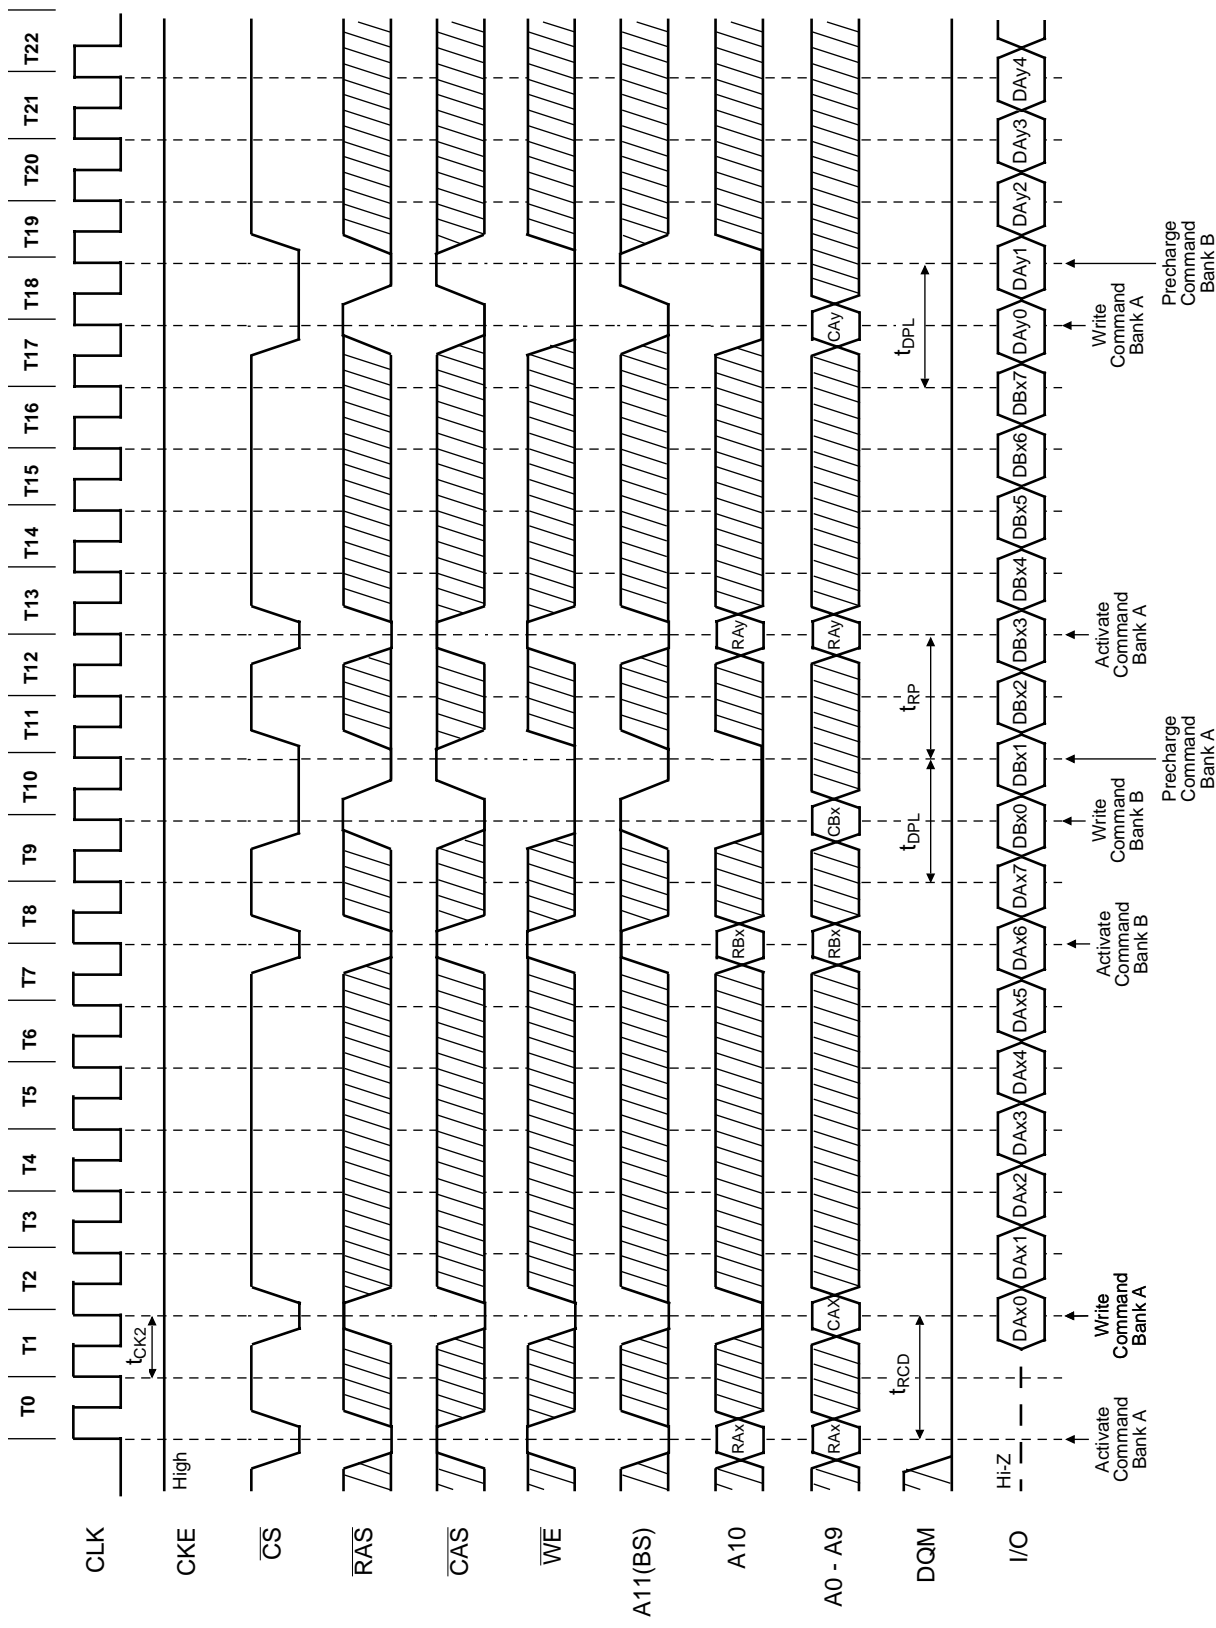 T0 T1 T2 T3 T4 T5 T6 T7 T8 T9 T10 T11 T12 T13 T14 T15 T16 T17 T18 T19 T20 T21 T22
CLK
tCK2
CKE
High
CS
RAS
CAS
WE
A11(BS)
A10
RAx RBx RAy
A0 - A9
RAx CAX RBx CBx RAy CAy
DQM
tRCD tDPL tRP tDPL
I/O
Hi-Z
DAx0 DAx1 DAx2 DAx3 DAx4 DAx5 DAx6 DAx7 DBx0 DBx1 DBx2 DBx3 DBx4 DBx5 DBx6 DBx7 DAy0 DAy1 DAy2 DAy3 DAy4
Activate
Command
Bank A
Write
Command
Bank A
Activate
Command
Bank B
Write
Command
Bank B
Precharge
Command
Bank A
Activate
Command
Bank A
Write
Command
Bank A
Precharge
Command
Bank B